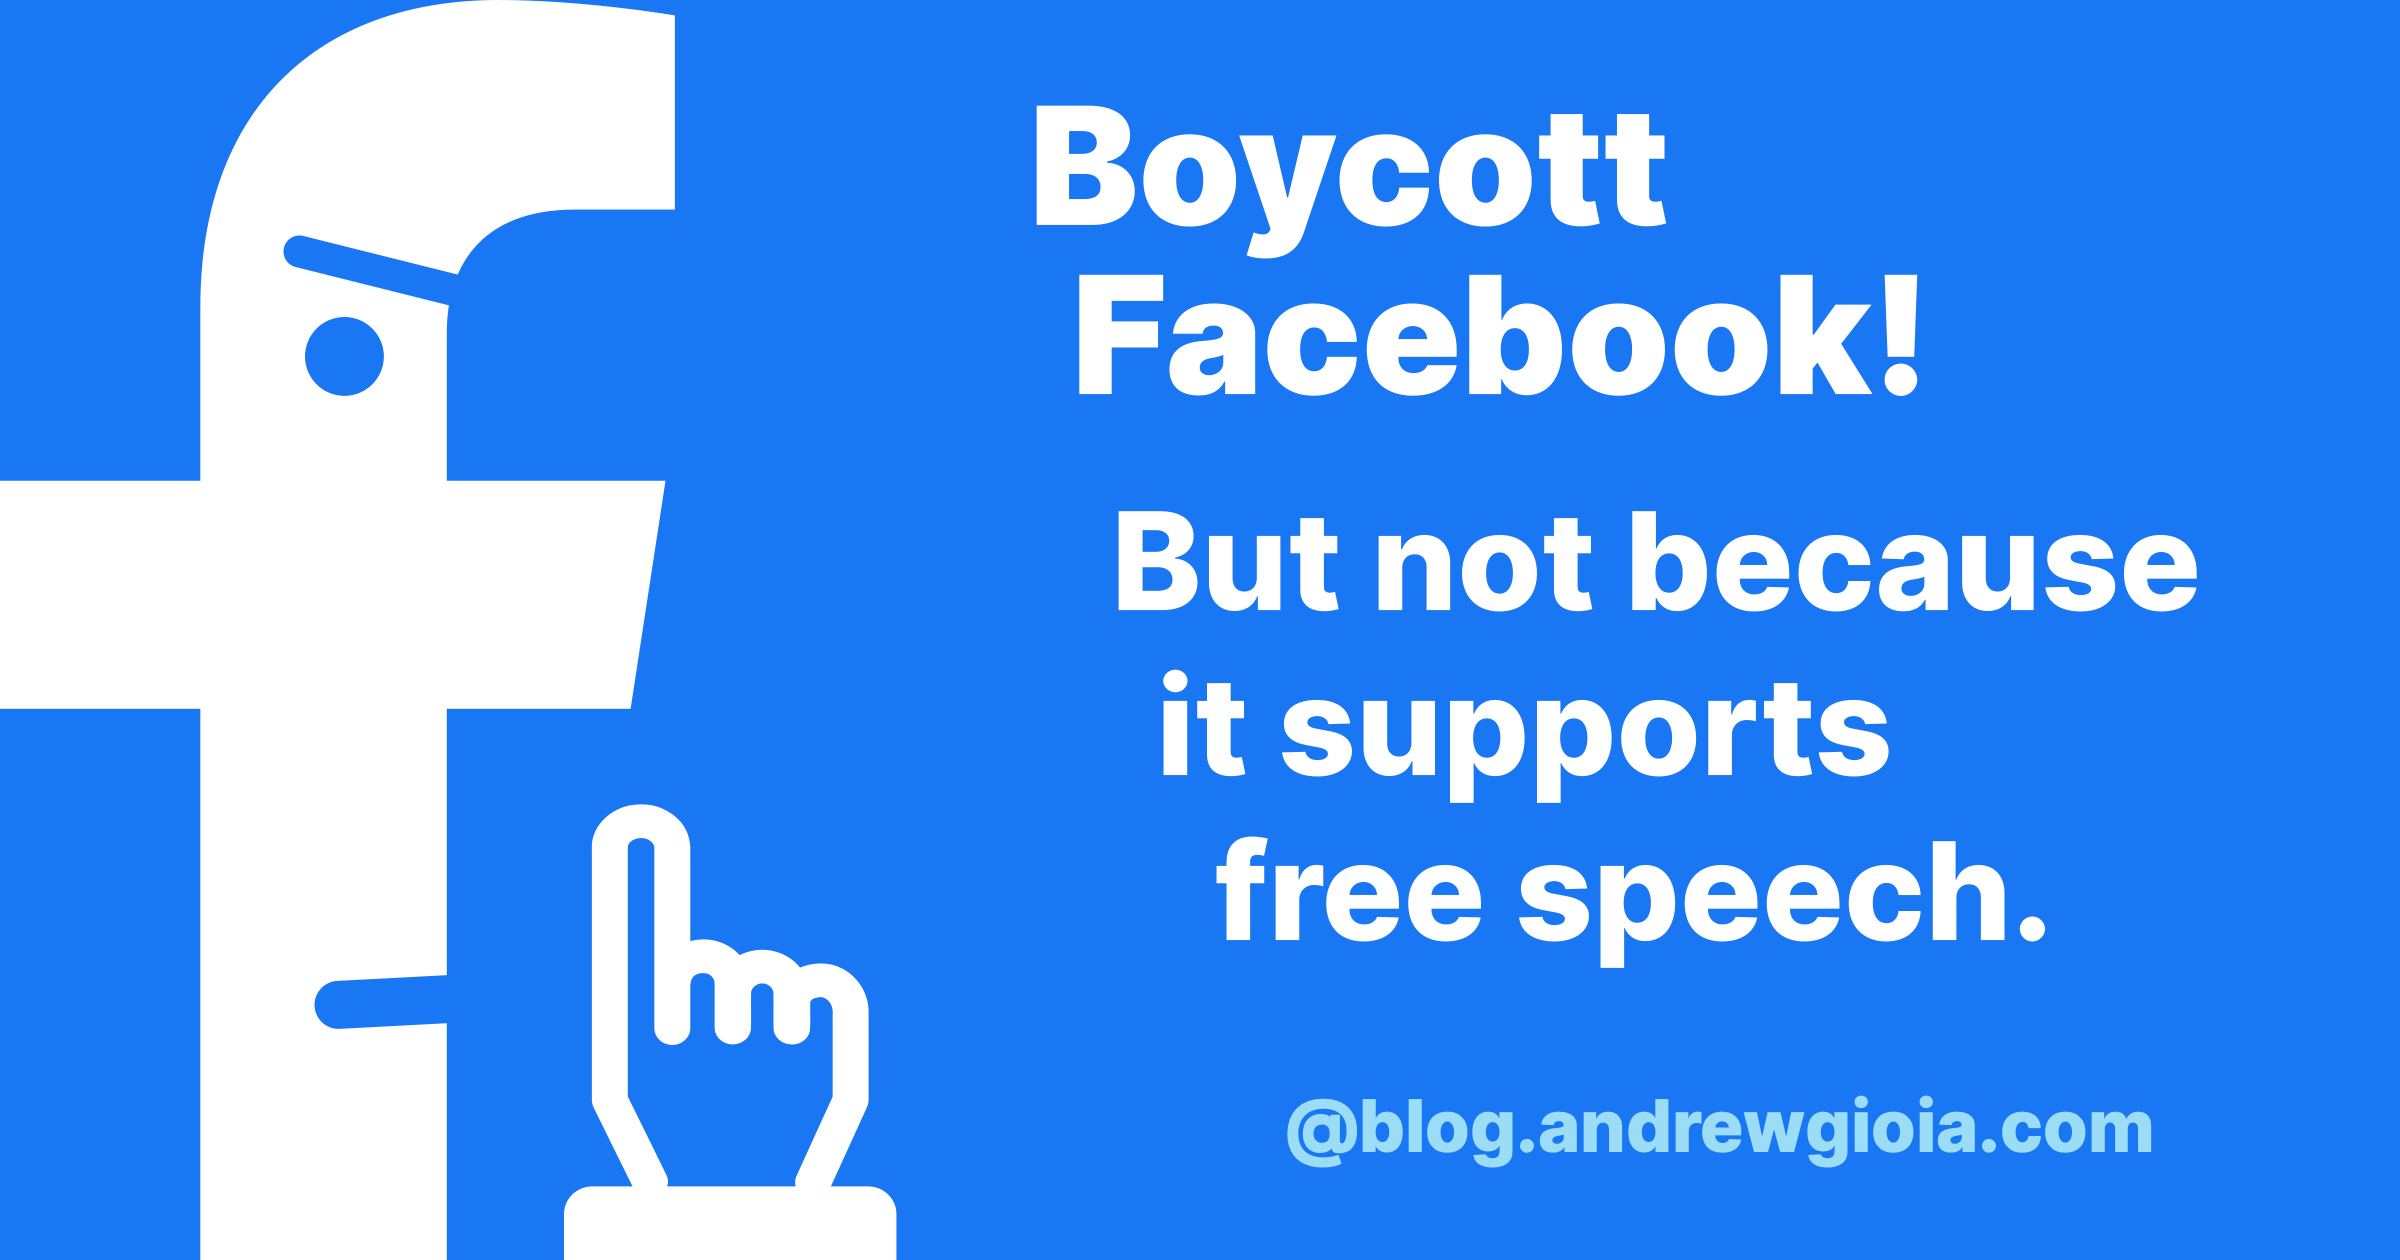 Boycott
Facebook!
But not because
it supports
free speech.
@blog.andrewgioia.com